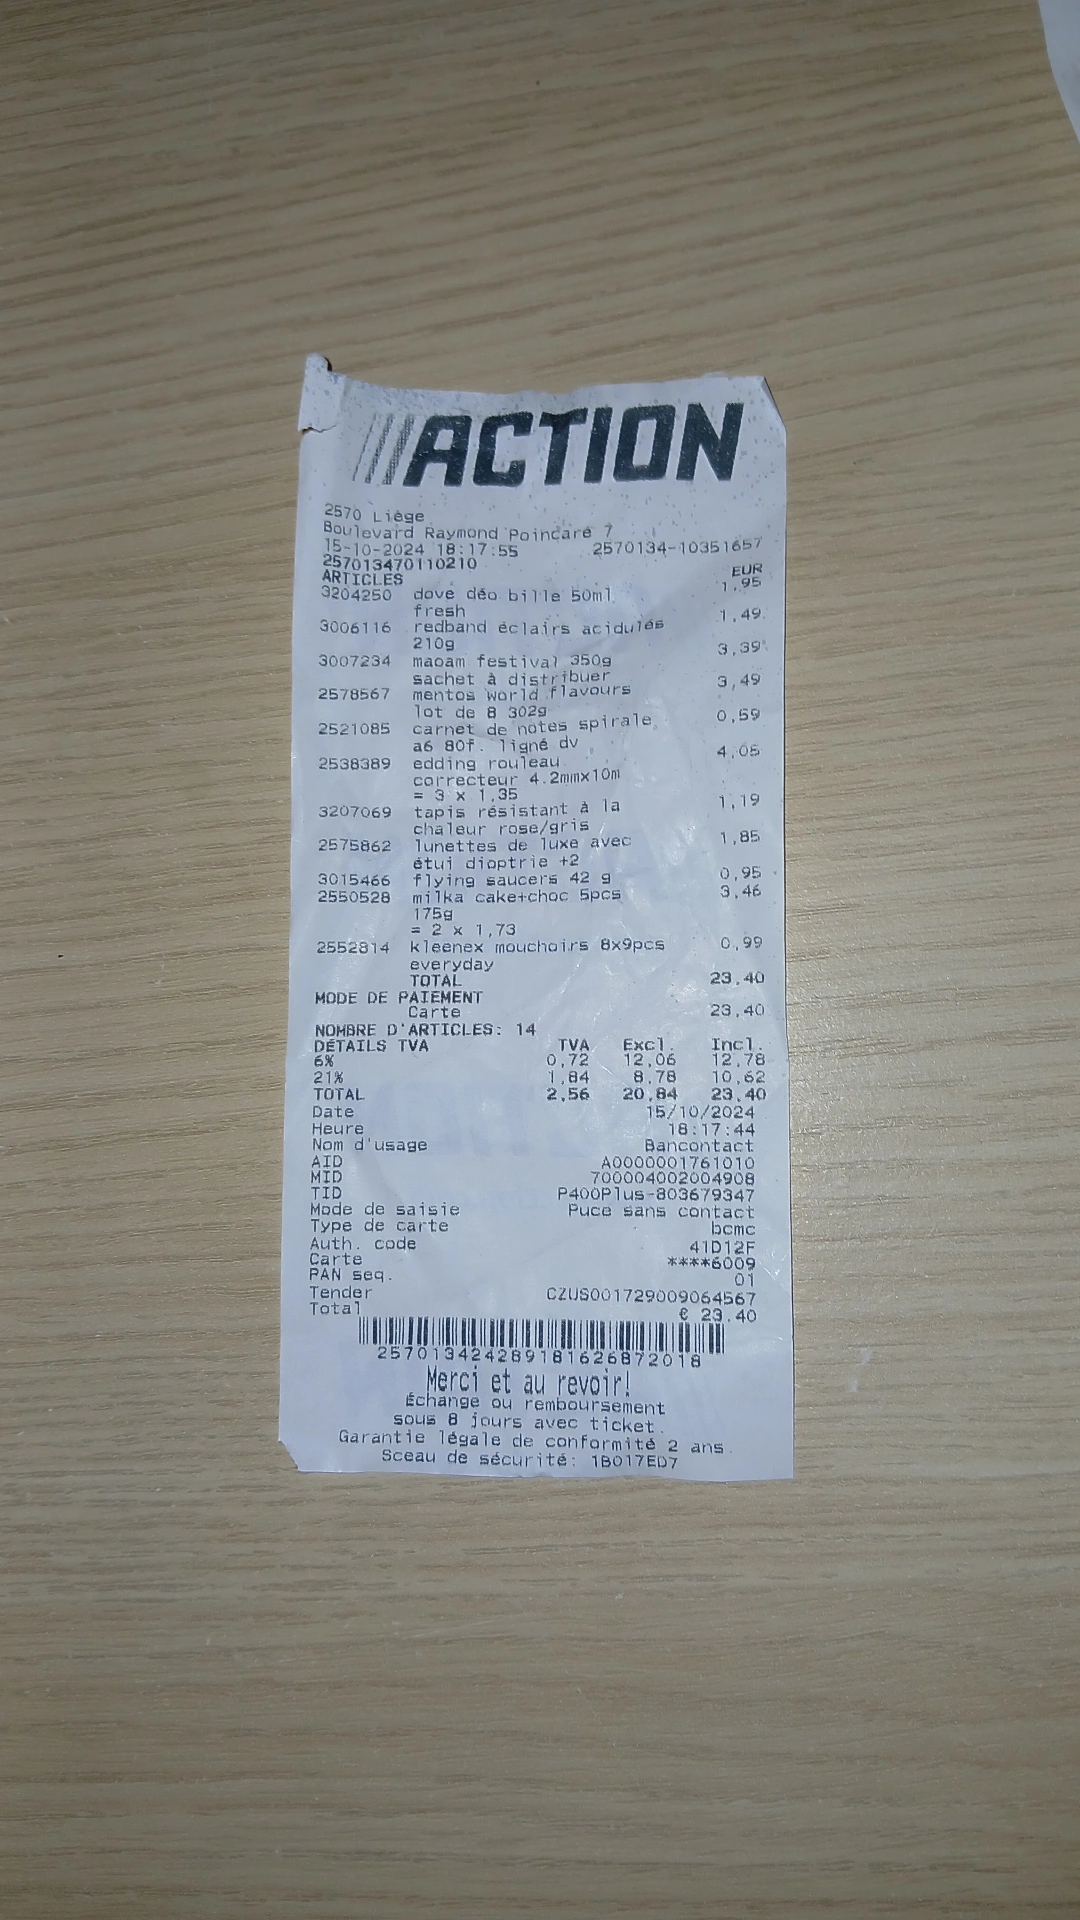 ACTION
2570 Liège
Boulevard Raymond Poincaré 7
15-10-2024 18:17:55 2570134-10351657
257013470110210
ARTICLES EUR
3204250 dove déo bille 50ml 1,95
fresh
3006116 redband éclairs acidulés 1,49
210g
3007234 maoam festival 350g 3,39
sachet à distribuer
2578567 mentos world flavours 3,49
lot de 8 302g
2521085 carnet de notes spirale 0,59
a6 80f. ligné dv
2538389 edding rouleau 4,05
correcteur 4.2mmx10m
= 3 x 1,35
3207069 tapis résistant à la 1,19
chaleur rose/gris
2575862 lunettes de luxe avec 1,85
étui dioptrie +2
3015466 flying saucers 42 g 0,95
2550528 milka cake+choc 5pcs 3,46
175g
= 2 x 1,73
2552814 kleenex mouchoirs 8x9pcs 0,99
everyday
TOTAL 23,40
MODE DE PAIEMENT
Carte 23,40
NOMBRE D'ARTICLES: 14
DÉTAILS TVA TVA Excl. Incl.
6% 0,72 12,06 12,78
21% 1,84 8,78 10,62
TOTAL 2,56 20,84 23,40
Date 15/10/2024
Heure 18:17:44
Nom d'usage Bancontact
AID A0000001761010
MID 700004002004908
TID P400Plus-803679347
Mode de saisie Puce sans contact
Type de carte bcmc
Auth. code 41D12F
Carte ****6009
PAN seq. 01
Tender CZUS001729009064567
Total € 23.40
257013424289181626872018
Merci et au revoir!
Échange ou remboursement
sous 8 jours avec ticket.
Garantie légale de conformité 2 ans.
Sceau de sécurité: 1B017ED7